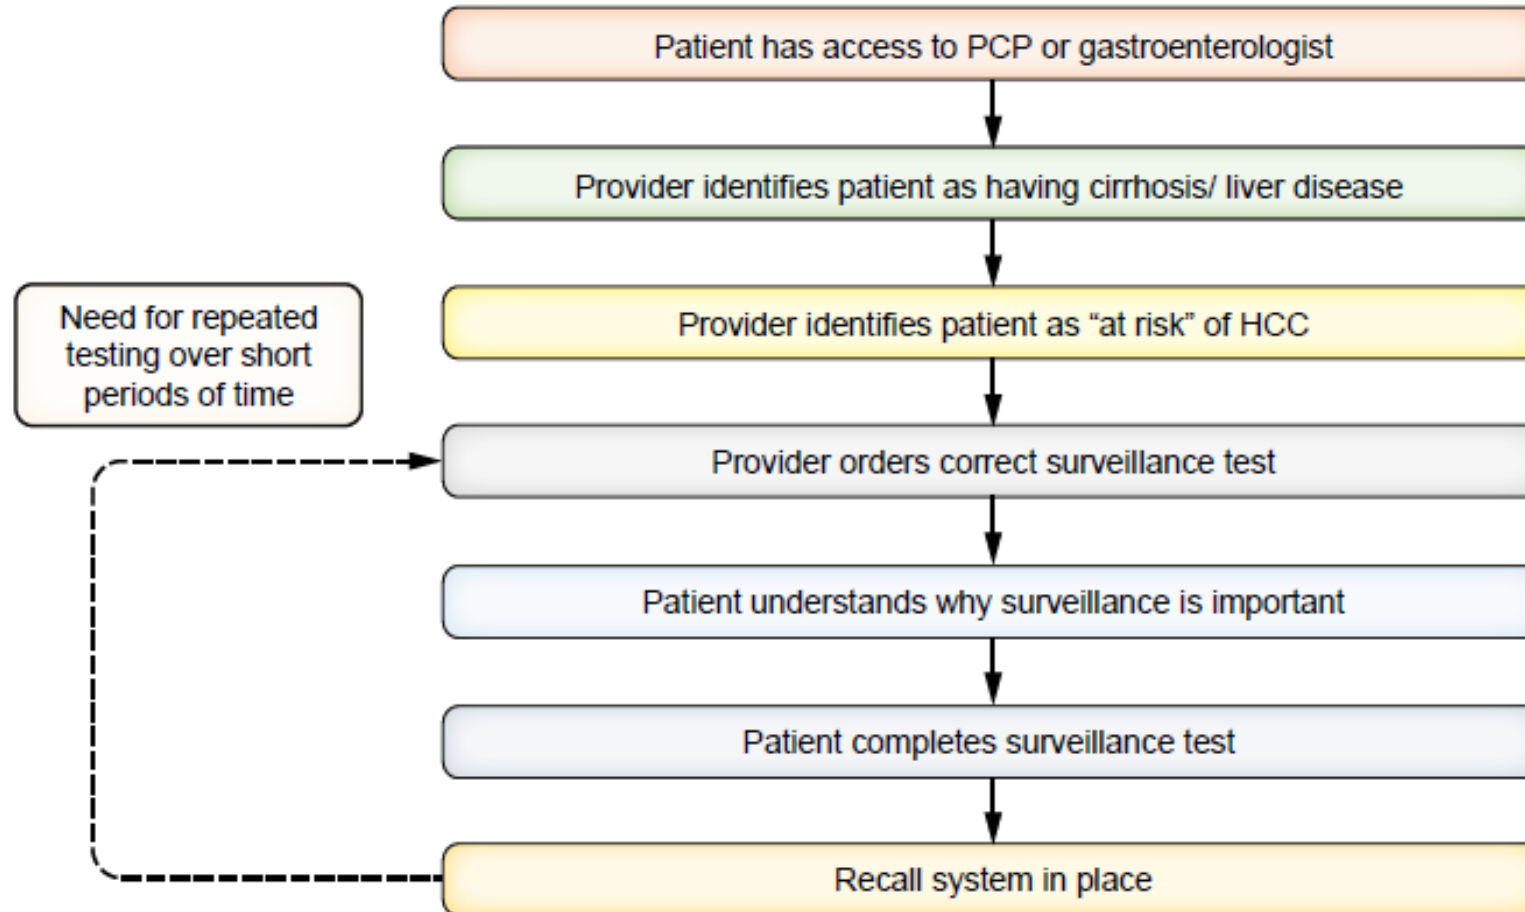 Patient has access to PCP or gastroenterologist
Provider identifies patient as having cirrhosis/ liver disease
Need for repeated
testing over short
periods of time
Provider identifies patient as “at risk” of HCC
Provider orders correct surveillance test
Patient understands why surveillance is important
Patient completes surveillance test
Recall system in place